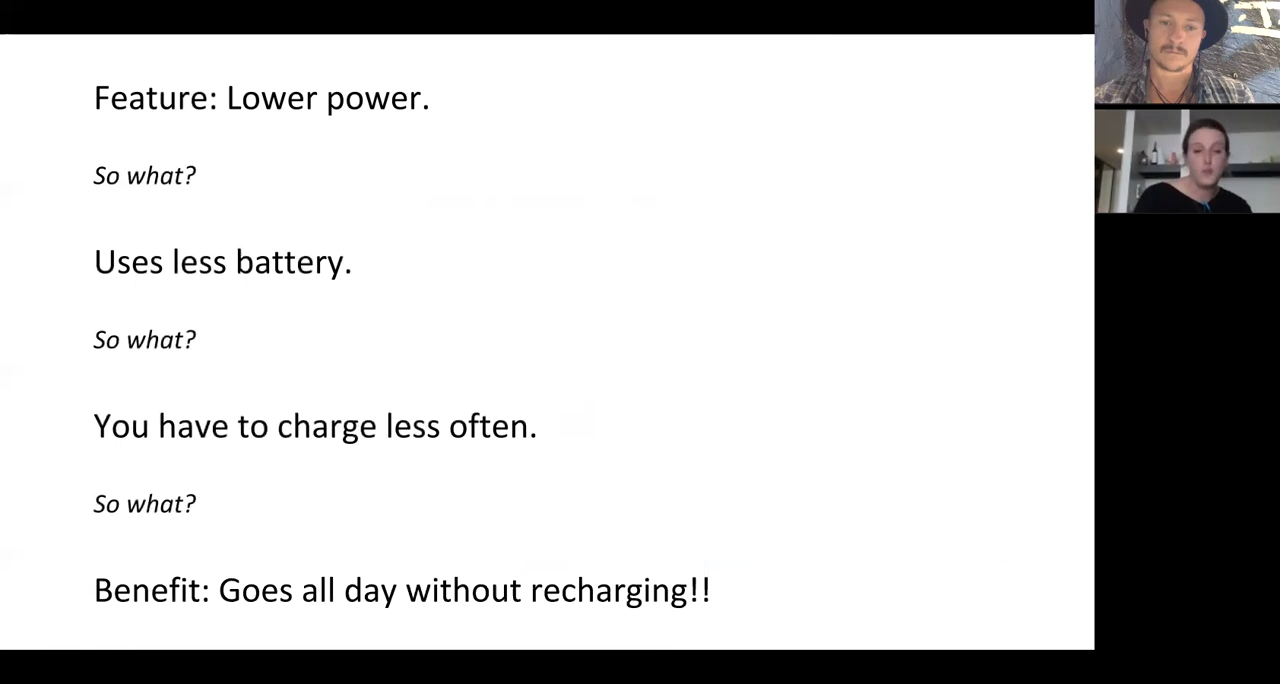 Feature: Lower power.
So what?
Uses less battery.
So what?
You have to charge less often.
So what?
Benefit: Goes all day without recharging!!